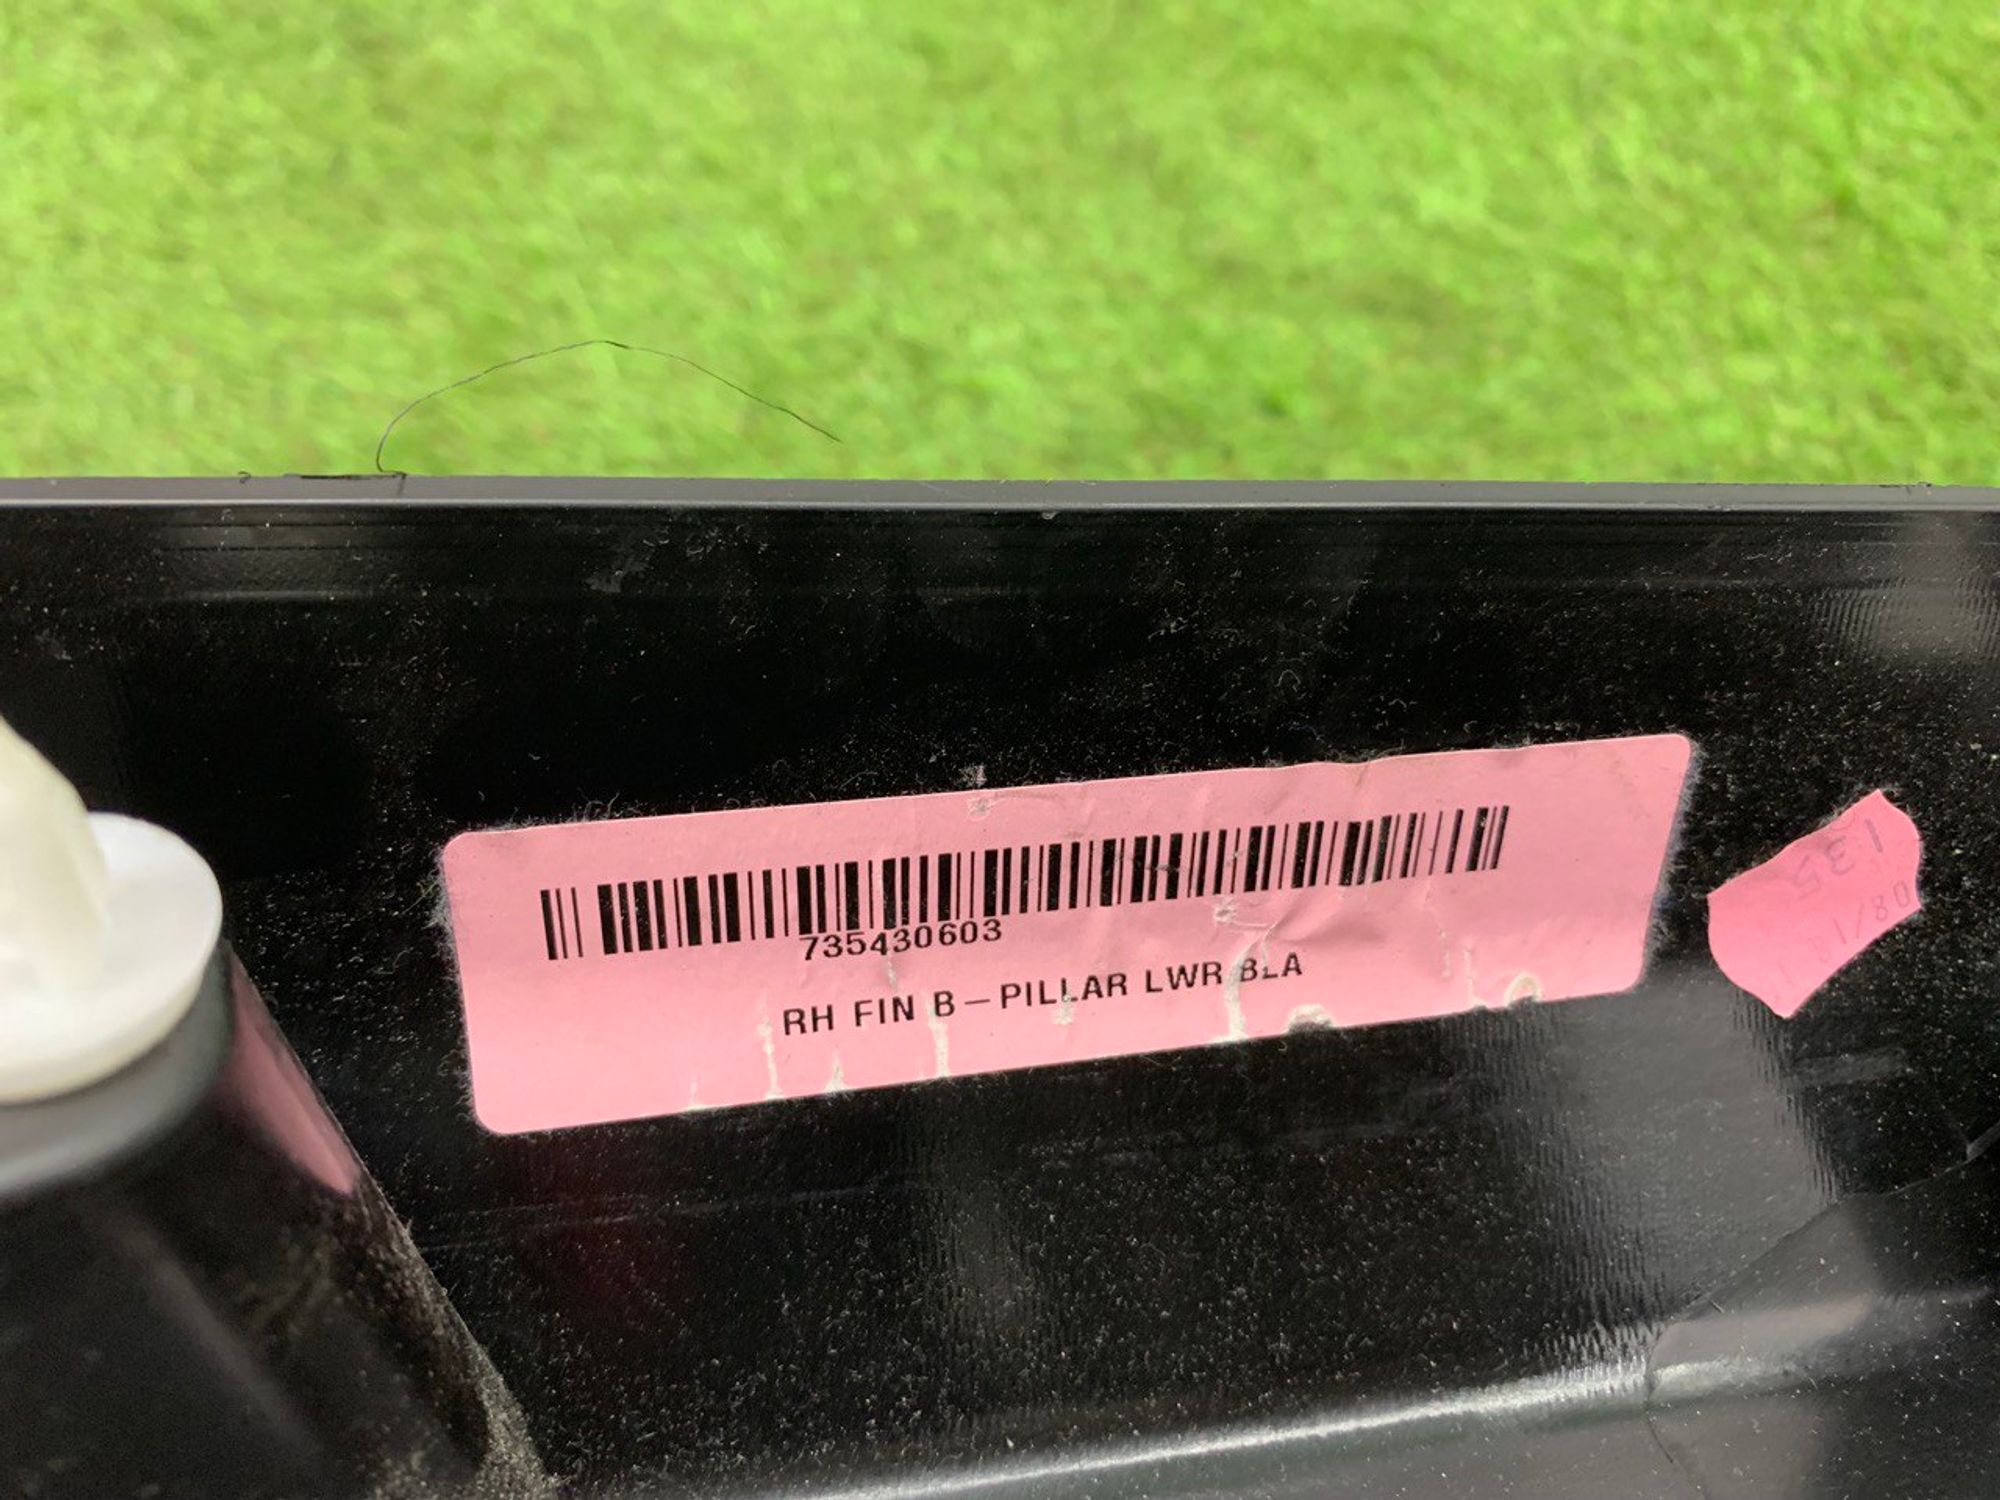 735430603
RH FIN B-PILLAR LWR BLA